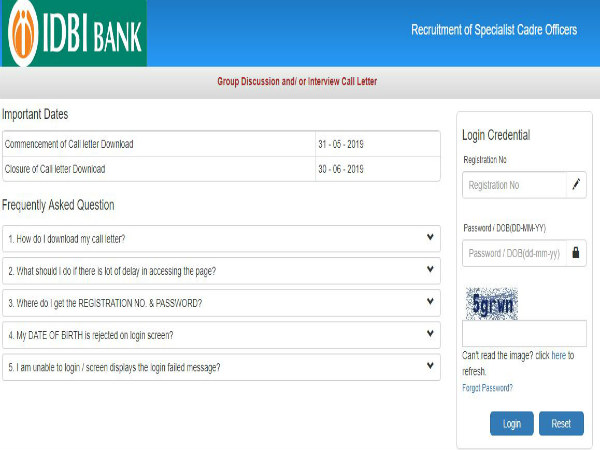 IDBI BANK
Recruitment of Specialist Cadre Officers
Group Discussion and/ or Interview Call Letter
Important Dates
Commencement of Call letter Download 31 - 05 - 2019
Closure of Call letter Download 30 - 06 - 2019
Frequently Asked Question
1. How do I download my call letter?
2. What should I do if there is lot of delay in accessing the page?
3. Where do I get the REGISTRATION NO. & PASSWORD?
4. My DATE OF BIRTH is rejected on login screen?
5. I am unable to login / screen displays the login failed message?
Login Credential
Registration No
Registration No
Password / DOB(DD-MM-YY)
Password / DOB(dd-mm-yy)
5grwn
Can't read the image? click here to
refresh.
Forgot Password?
Login Reset